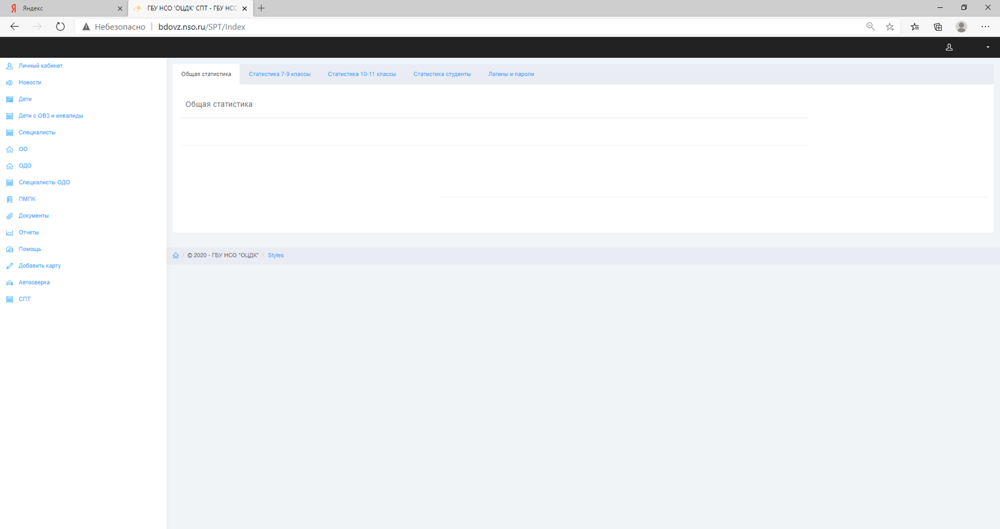 Яндекс
ГБУ НСО 'ОЦДК' СПТ - ГБУ НСО
Небезопасно
bdovz.nso.ru/SPT/Index
Личный кабинет
Новости
Дети
Дети с ОВЗ и инвалиды
Специалисты
ОО
ОДО
Специалисты ОДО
ПМПК
Документы
Отчеты
Помощь
Добавить карту
Автосверка
СПТ
Общая статистика
Статистика 7-9 классы
Статистика 10-11 классы
Статистика студенты
Логины и пароли
Общая статистика
/ © 2020 - ГБУ НСО "ОЦДК" / Styles